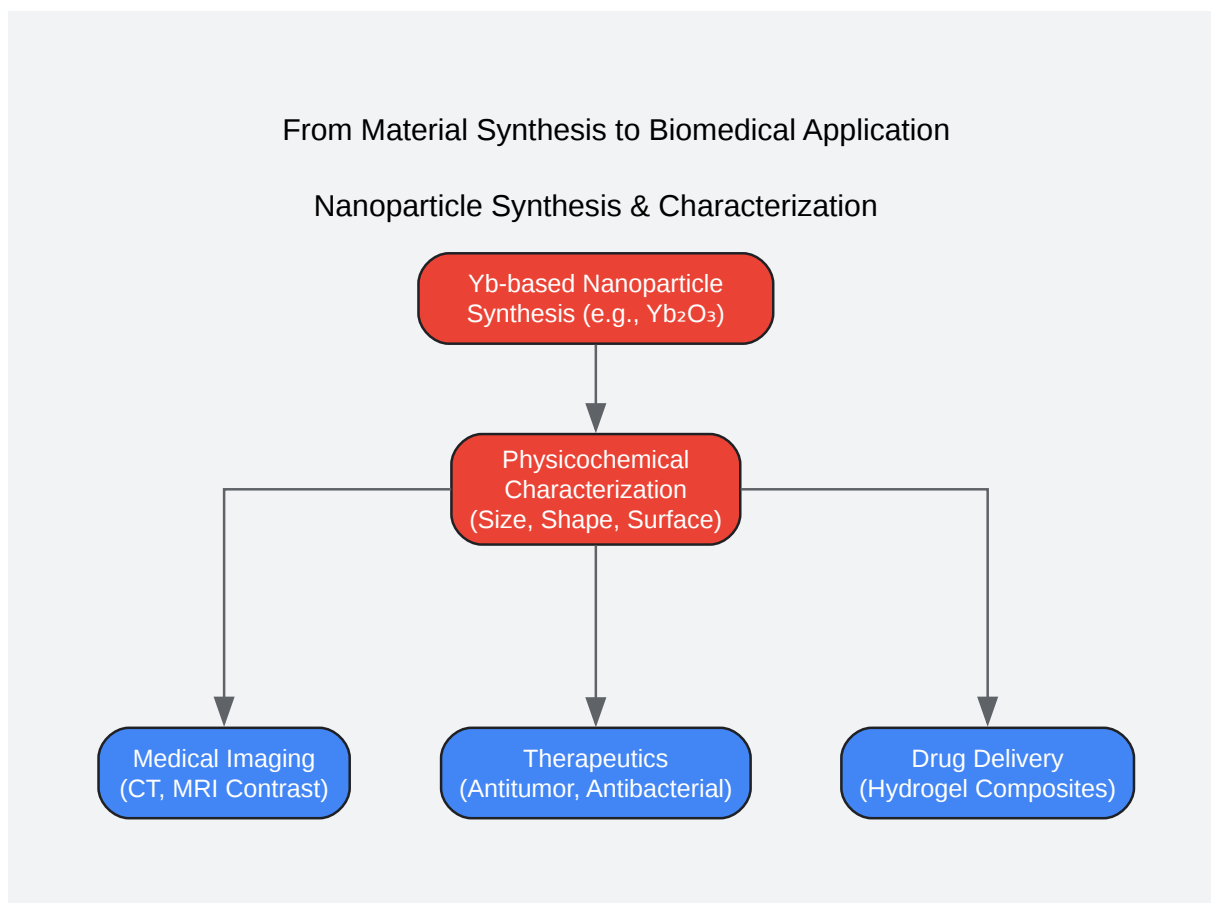 From Material Synthesis to Biomedical Application
Nanoparticle Synthesis & Characterization
Yb-based Nanoparticle
Synthesis (e.g., Yb₂O₃)
Physicochemical
Characterization
(Size, Shape, Surface)
Medical Imaging
(CT, MRI Contrast)
Therapeutics
(Antitumor, Antibacterial)
Drug Delivery
(Hydrogel Composites)